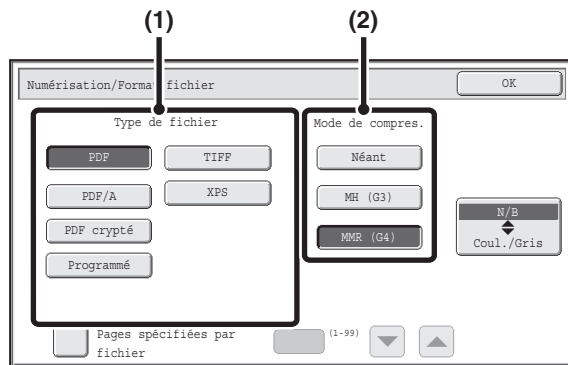 (1) (2)
Numérisation/Format fichier OK
Type de fichier Mode de compres.
PDF TIFF Néant
PDF/A XPS MH (G3)
PDF crypté MMR (G4)
N/B
Coul./Gris
Programmé
Pages spécifiées par
fichier
(1-99)